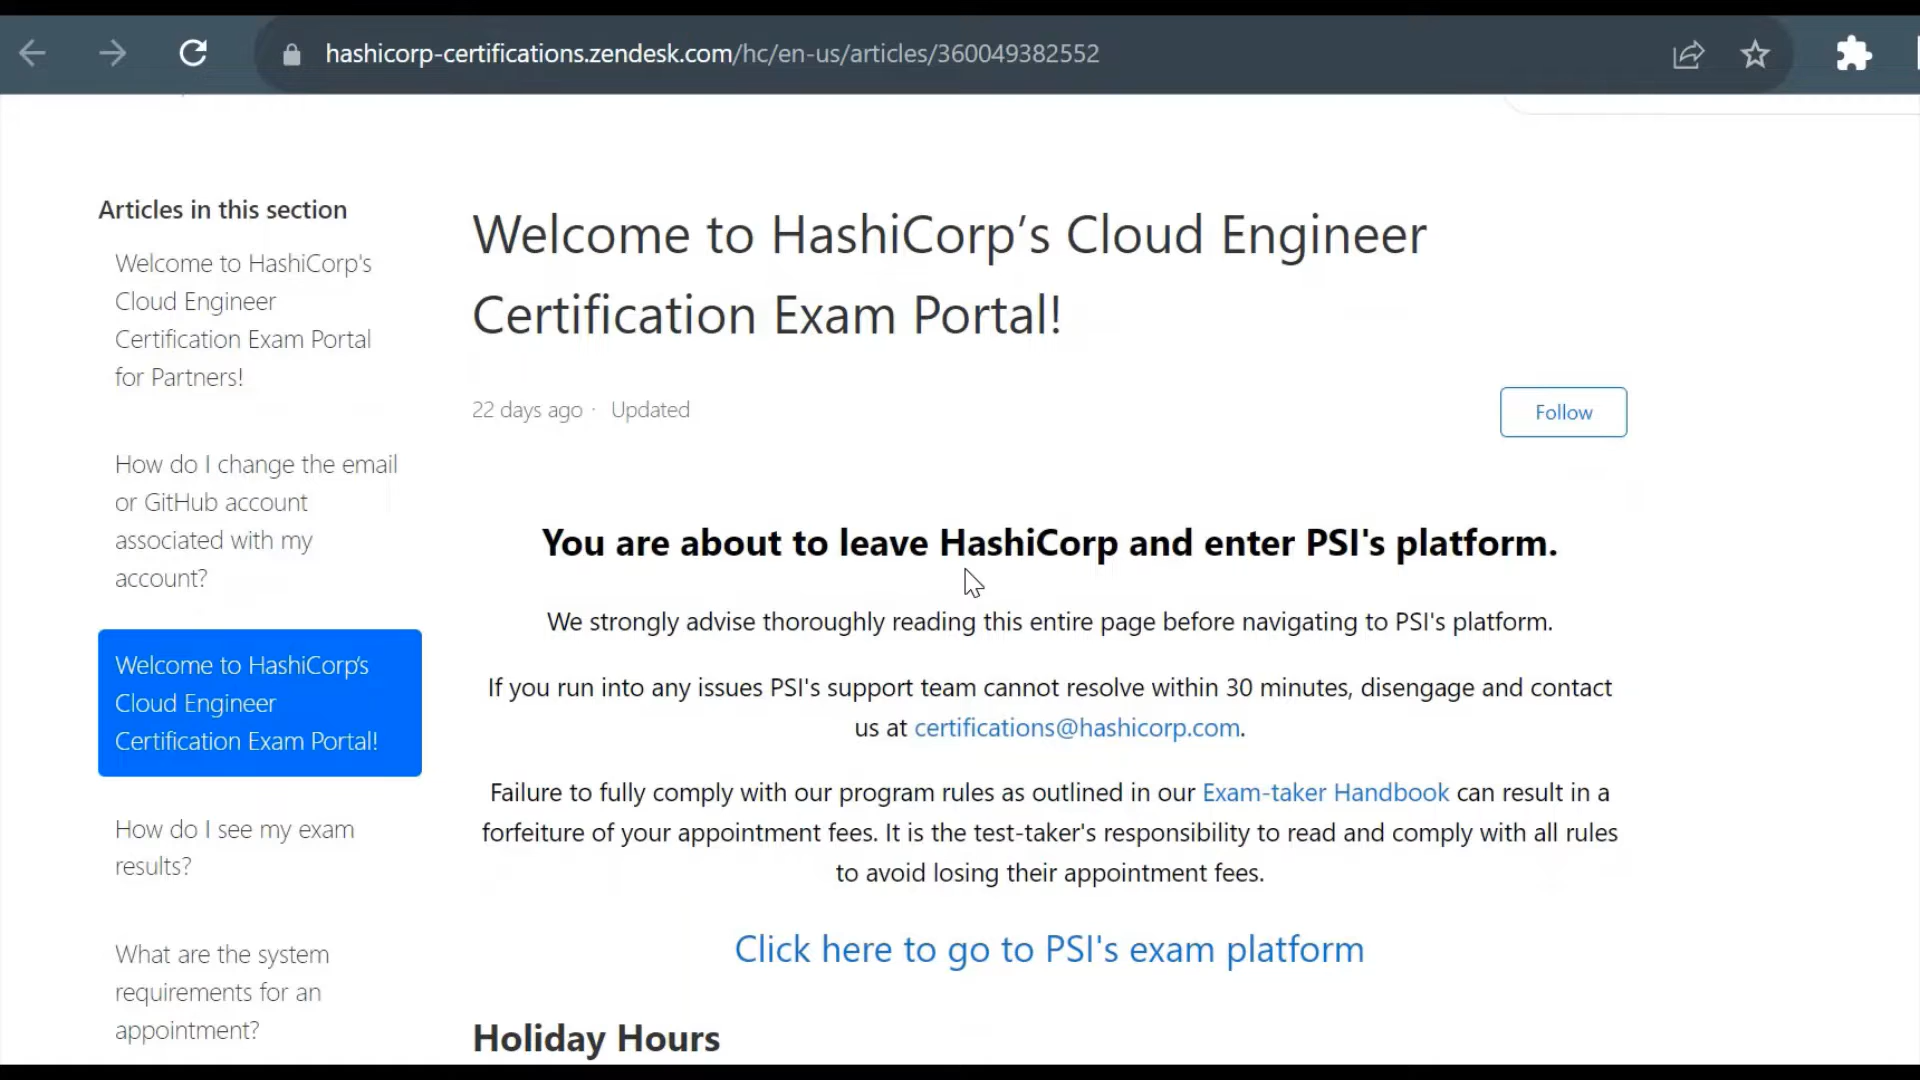 hashicorp-certifications.zendesk.com/hc/en-us/articles/360049382552
Articles in this section
Welcome to HashiCorp's
Cloud Engineer
Certification Exam Portal
for Partners!
How do I change the email
or GitHub account
associated with my
account?
Welcome to HashiCorp’s
Cloud Engineer
Certification Exam Portal!
How do I see my exam
results?
What are the system
requirements for an
appointment?
Welcome to HashiCorp’s Cloud Engineer
Certification Exam Portal!
22 days ago · Updated
Follow
You are about to leave HashiCorp and enter PSI's platform.
We strongly advise thoroughly reading this entire page before navigating to PSI's platform.
If you run into any issues PSI's support team cannot resolve within 30 minutes, disengage and contact
us at certifications@hashicorp.com.
Failure to fully comply with our program rules as outlined in our Exam-taker Handbook can result in a
forfeiture of your appointment fees. It is the test-taker's responsibility to read and comply with all rules
to avoid losing their appointment fees.
Click here to go to PSI's exam platform
Holiday Hours